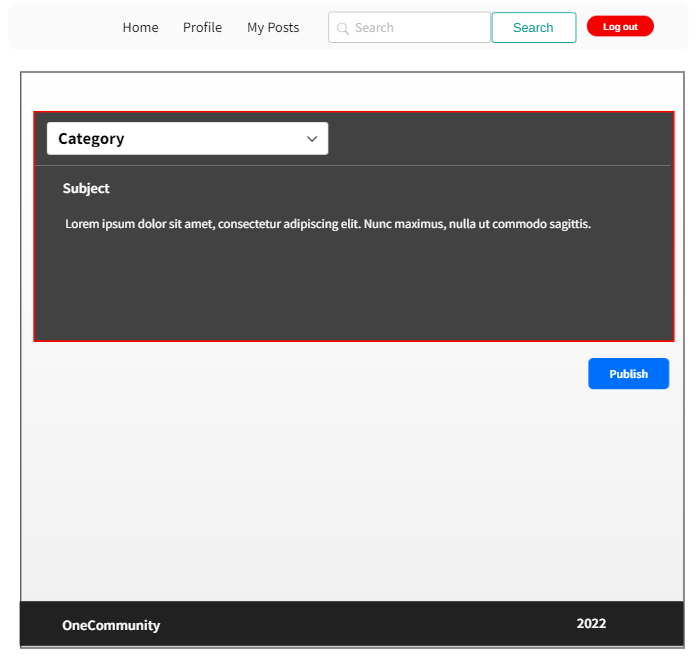 Home Profile My Posts Search Search Log out
Category
Subject
Lorem ipsum dolor sit amet, consectetur adipiscing elit. Nunc maximus, nulla ut commodo sagittis.
Publish
OneCommunity 2022